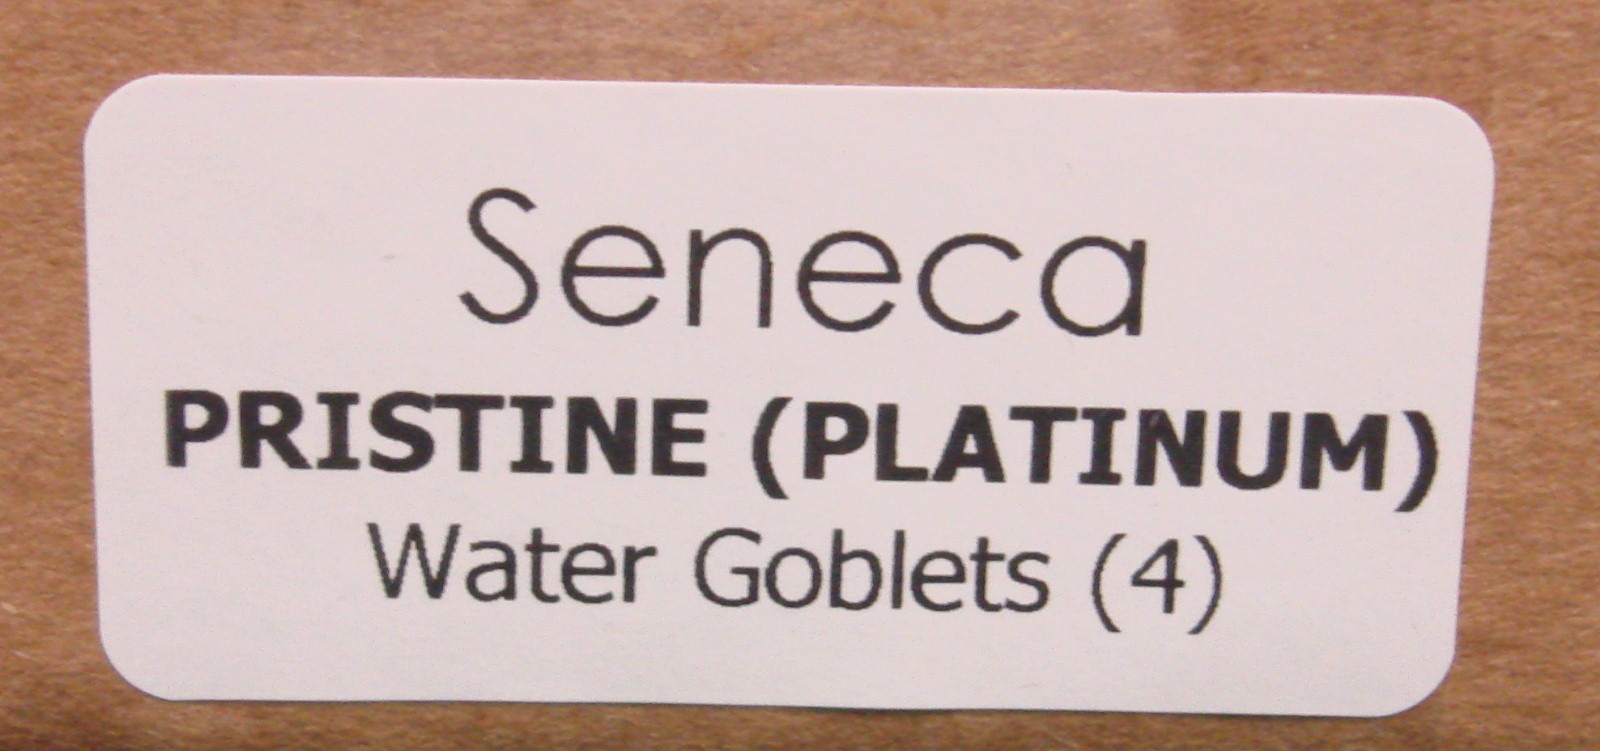 Seneca
PRISTINE (PLATINUM)
Water Goblets (4)